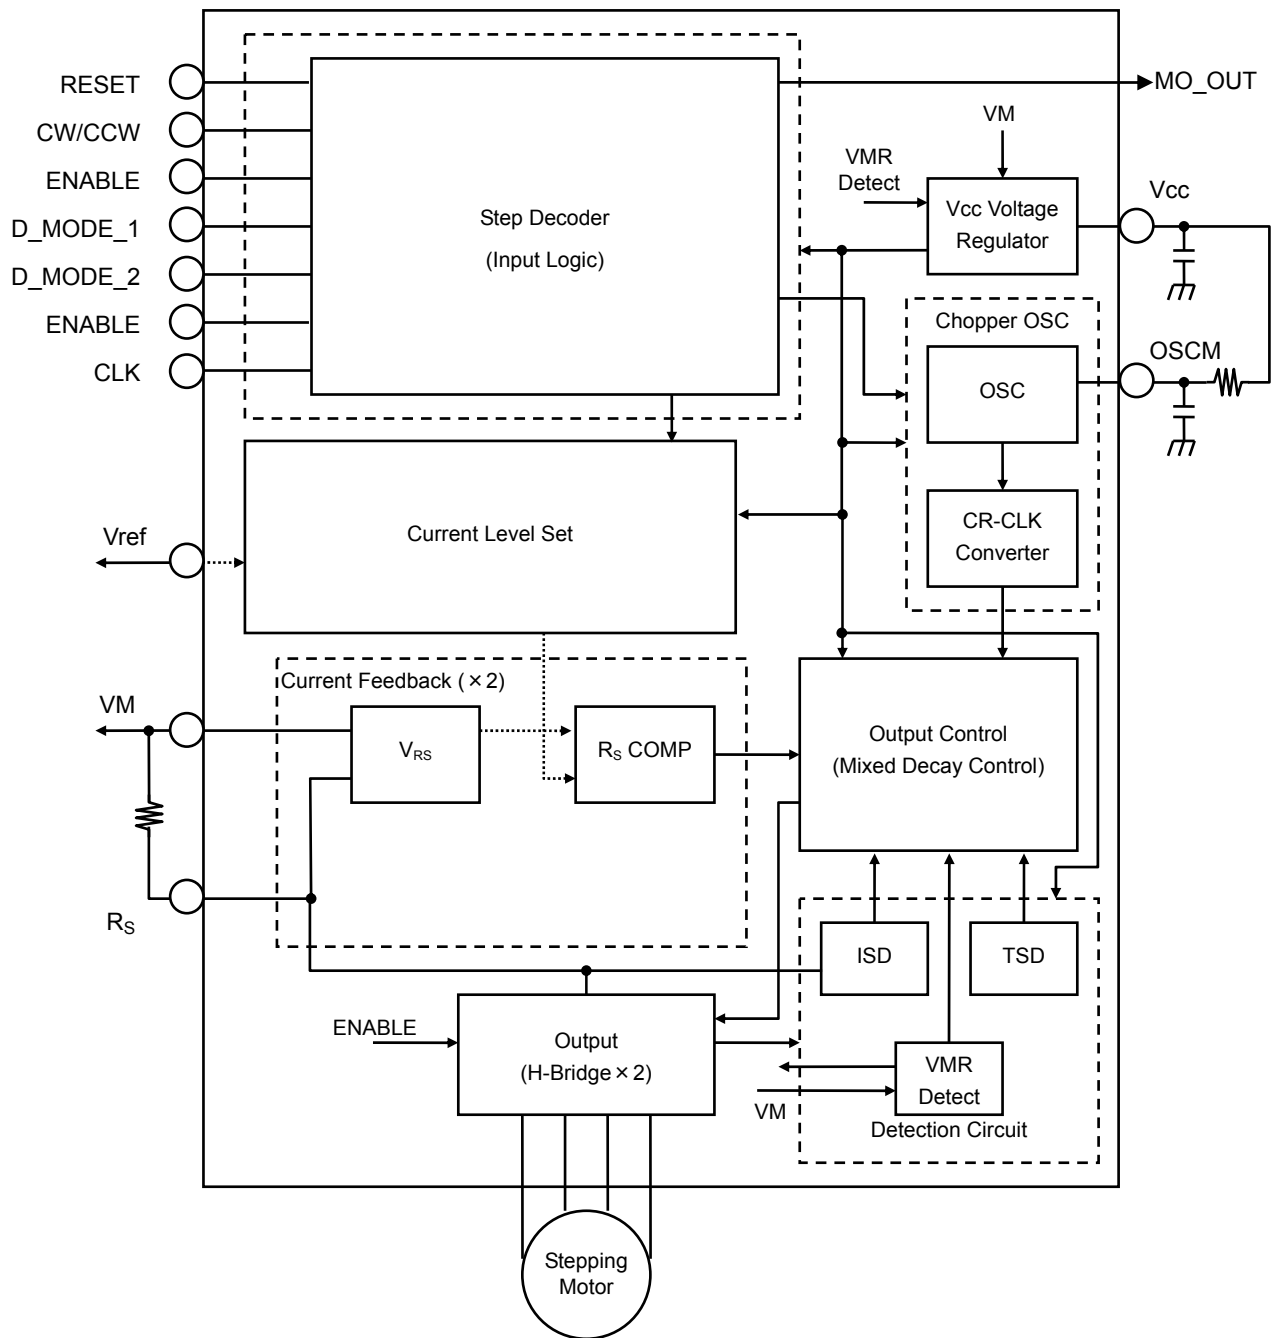 RESET
CW/CCW
ENABLE
D_MODE_1
D_MODE_2
ENABLE
CLK
Step Decoder
(Input Logic)
MO_OUT
VM
VMR
Detect
Vcc Voltage
Regulator
Vcc
Chopper OSC
OSC
OSCM
CR-CLK
Converter
Vref
Current Level Set
Current Feedback (×2)
VM
VRS
RS COMP
RS
Output Control
(Mixed Decay Control)
ISD
TSD
ENABLE
Output
(H-Bridge×2)
VMR
Detect
VM
Detection Circuit
Stepping
Motor